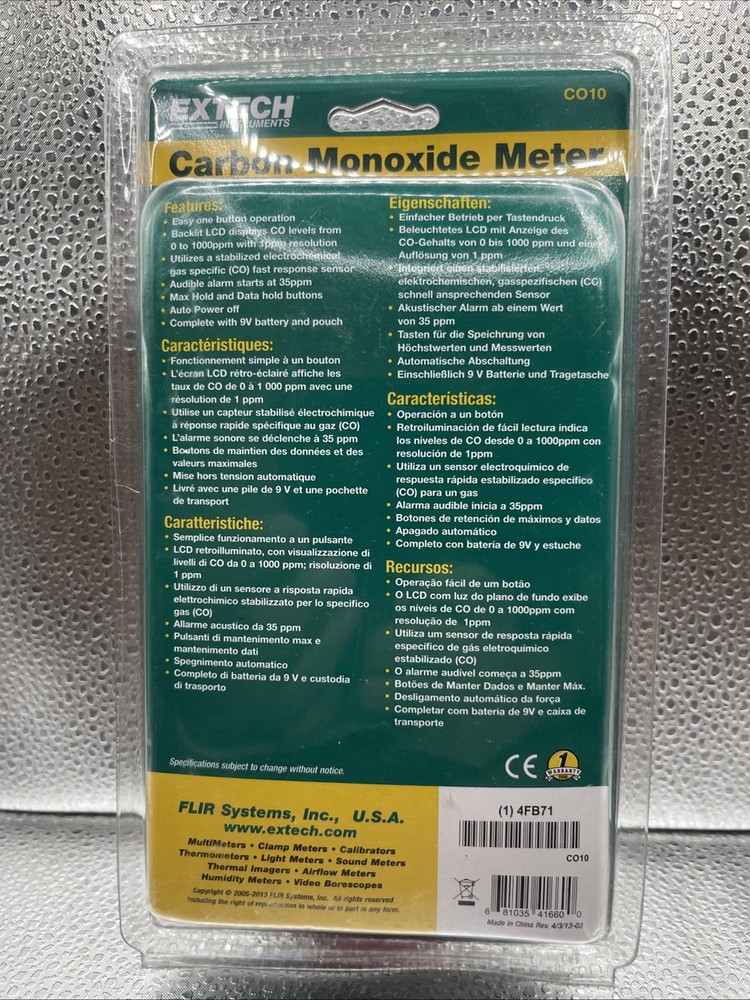 EXTECH
INSTRUMENTS
CO10
Carbon Monoxide Meter
Features:
• Easy one button operation
• Backlit LCD displays CO levels from
0 to 1000ppm with 1ppm resolution
• Utilizes a stabilized electrochemical
gas specific (CO) fast response sensor
• Audible alarm starts at 35ppm
• Max Hold and Data hold buttons
• Auto Power off
• Complete with 9V battery and pouch
Caractéristiques:
• Fonctionnement simple à un bouton
• L'écran LCD rétro-éclairé affiche les
taux de CO de 0 à 1 000 ppm avec une
résolution de 1 ppm
• Utilise un capteur stabilisé électrochimique
à réponse rapide spécifique au gaz (CO)
• L'alarme sonore se déclenche à 35 ppm
• Boutons de maintien des données et des
valeurs maximales
• Mise hors tension automatique
• Livré avec une pile de 9 V et une pochette
de transport
Caratteristiche:
• Semplice funzionamento a un pulsante
• LCD retroilluminato, con visualizzazione di
livelli di CO da 0 a 1000 ppm; risoluzione di
1 ppm
• Utilizzo di un sensore a risposta rapida
elettrochimico stabilizzato per lo specifico
gas (CO)
• Allarme acustico da 35 ppm
• Pulsanti di mantenimento max e
mantenimento dati
• Spegnimento automatico
• Completo di batteria da 9 V e custodia
di trasporto
Eigenschaften:
• Einfacher Betrieb per Tastendruck
• Beleuchtetes LCD mit Anzeige des
CO-Gehalts von 0 bis 1000 ppm und einer
Auflösung von 1 ppm
• Integriert einen stabilisierten,
elektrochemischen, gasspezifischen (CO)
schnell ansprechenden Sensor
• Akustischer Alarm ab einem Wert
von 35 ppm
• Tasten für die Speichrung von
Höchstwerten und Messwerten
• Automatische Abschaltung
• Einschließlich 9 V Batterie und Tragetasche
Características:
• Operación a un botón
• Retroiluminación de fácil lectura indica
los niveles de CO desde 0 a 1000ppm con
resolución de 1ppm
• Utiliza un sensor electroquímico de
respuesta rápida estabilizado específico
(CO) para un gas
• Alarma audible inicia a 35ppm
• Botones de retención de máximos y datos
• Apagado automático
• Completo con batería de 9V y estuche
Recursos:
• Operação fácil de um botão
• O LCD com luz do plano de fundo exibe
os níveis de CO de 0 a 1000ppm com
resolução de 1ppm
• Utiliza um sensor de resposta rápida
específico de gás eletroquímico
estabilizado (CO)
• O alarme audível começa a 35ppm
• Botões de Manter Dados e Manter Máx.
• Desligamento automático da força
• Completar com bateria de 9V e caixa de
transporte
Specifications subject to change without notice.
CE
1
YEAR
WARRANTY
FLIR Systems, Inc., U.S.A.
www.extech.com
MultiMeters • Clamp Meters • Calibrators
Thermometers • Light Meters • Sound Meters
Thermal Imagers • Airflow Meters
Humidity Meters • Video Borescopes
Copyright © 2005-2013 FLIR Systems, Inc. All rights reserved
including the right of reproduction in whole or in part in any form.
(1) 4FB71
CO10
6 81035 41660 0
Made in China Rev. 4/3/13-03